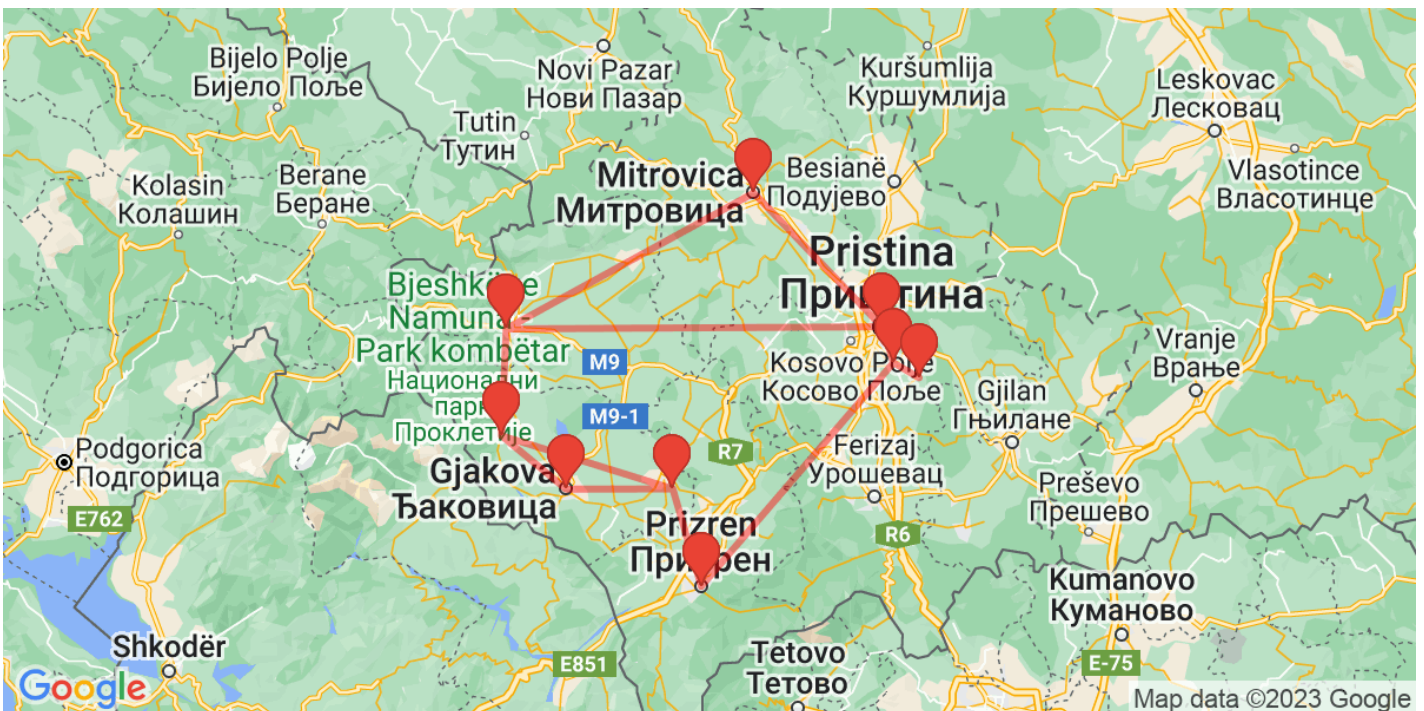 Bijelo Polje
Бијело Поље
Novi Pazar
Нови Пазар
Kuršumlija
Куршумлија
Leskovac
Лесковац
Tutin
Тутин
Kolasin
Колашин
Berane
Беране
Mitrovica
Митровица
Besianë
Подујево
Vlasotince
Власотинце
Pristina
Bjeshkët
Namuna -
Park kombëtar
Национални
парк
Проклетије
M9
M9-1
Kosovo Polje
Косово Поље
Vranje
Врање
Gjilan
Гњилане
Podgorica
Подгорица
R7
Ferizaj
Урошевац
Gjakova
Ђаковица
Preševo
Прешево
E762
Prizren
R6
Kumanovo
Куманово
Shkodër
E851
Tetovo
Тетово
E-75
Google
Map data ©2023 Google